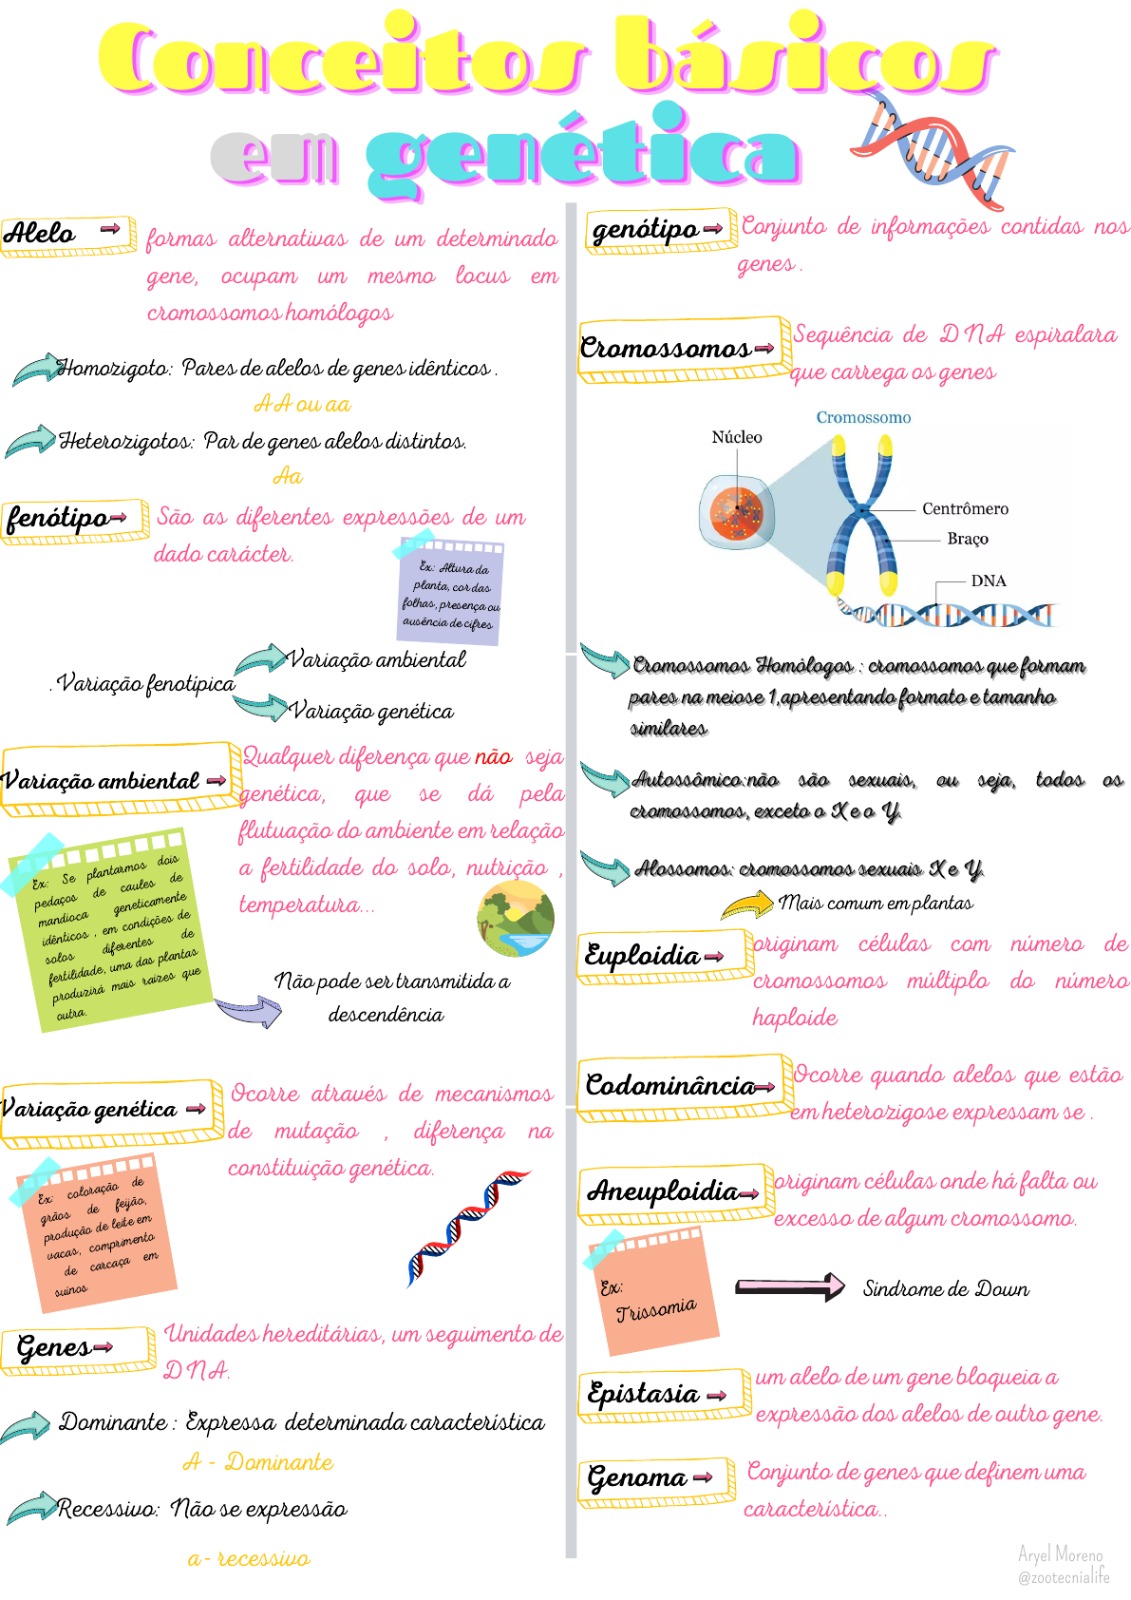 Conceitos básicos
em genética
Alelo
formas alternativas de um determinado
gene, ocupam um mesmo locus em
cromossomos homólogos
Homozigoto: Pares de alelos de genes idênticos.
AA ou aa
Heterozigotos: Par de genes alelos distintos.
Aa
fenótipo
São as diferentes expressões de um
dado carácter.
Ex: Altura da
planta, cor das
folhas, presença ou
ausência de cifres
. Variação fenotípica
Variação ambiental
Variação genética
Variação ambiental
Qualquer diferença que não seja
genética, que se dá pela
flutuação do ambiente em relação
a fertilidade do solo, nutrição ,
temperatura...
Ex: Se plantarmos dois
pedaços de caules de
mandioca geneticamente
idênticos , em condições de
solos diferentes de
fertilidade, uma das plantas
produzirá mais raízes que
outra.
Não pode ser transmitida a
descendência
Variação genética
Ocorre através de mecanismos
de mutação , diferença na
constituição genética.
Ex: coloração de
grãos de feijão,
produção de leite em
vacas, comprimento
de carcaça em
suínos
Genes
Unidades hereditárias, um seguimento de
DNA.
Dominante : Expressa determinada característica
A - Dominante
Recessivo: Não se expressão
a - recessivo
genótipo
Conjunto de informações contidas nos
genes .
Cromossomos
Sequência de DNA espiralara
que carrega os genes
Cromossomo
Núcleo
Centrômero
Braço
DNA
Cromossomos Homólogos : cromossomos que formam
pares na meiose 1,apresentando formato e tamanho
similares
Autossômico:não são sexuais, ou seja, todos os
cromossomos, exceto o X e o Y.
Alossomos: cromossomos sexuais X e Y.
Mais comum em plantas
Euploidia
originam células com número de
cromossomos múltiplo do número
haploide
Codominância
Ocorre quando alelos que estão
em heterozigose expressam se .
Aneuploidia
originam células onde há falta ou
excesso de algum cromossomo.
Ex:
Trissomia
Sindrome de Down
Epistasia
um alelo de um gene bloqueia a
expressão dos alelos de outro gene.
Genoma
Conjunto de genes que definem uma
característica..
Aryel Moreno
@zootecnialife